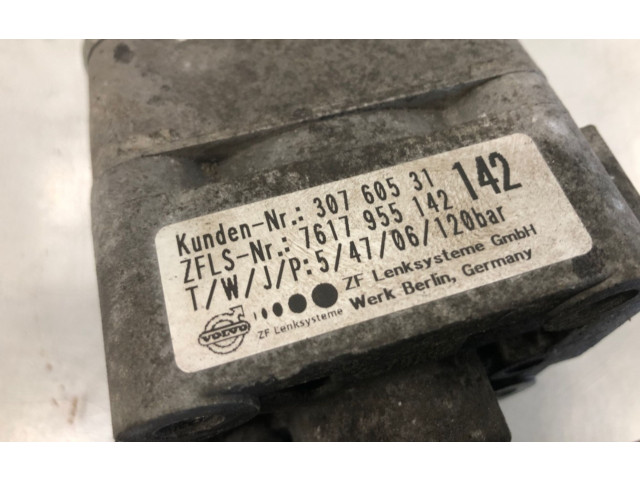 Kunden-Nr.: 307 605 31 142
ZFLS-Nr.: 7617 955 142
T/W/J/P: 5/47/06/120bar
ZF Lenksysteme GmbH
Werk Berlin, Germany
VOLVO
ZF Lenksysteme